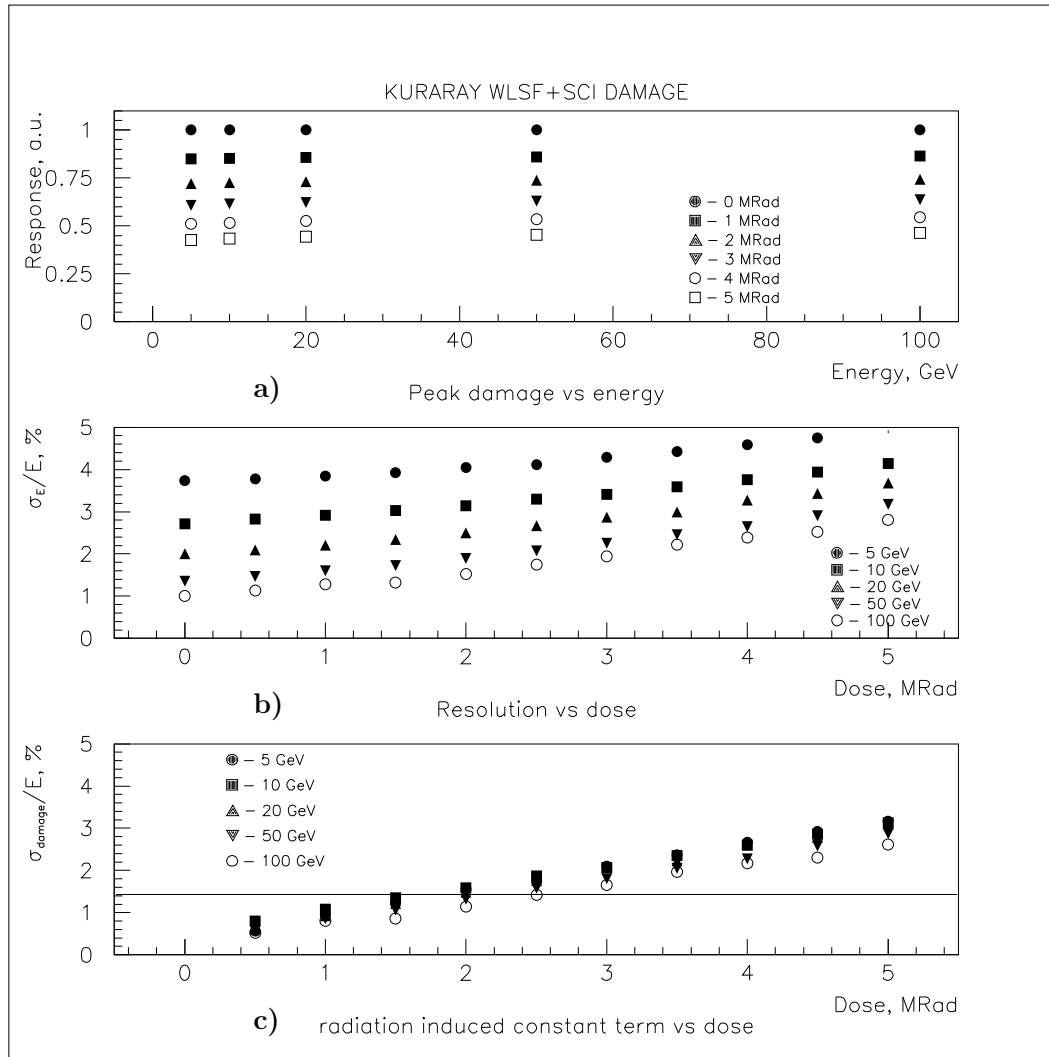 KURARAY WLSF+SCI DAMAGE
Response, a.u.
1
0.75
0.5
0.25
0
- 0 MRad
- 1 MRad
- 2 MRad
- 3 MRad
- 4 MRad
- 5 MRad
0 20 40 60 80 100
Energy, GeV
a) Peak damage vs energy
σE/E, %
5
4
3
2
1
0
- 5 GeV
- 10 GeV
- 20 GeV
- 50 GeV
- 100 GeV
0 1 2 3 4 5
Dose, MRad
b) Resolution vs dose
σdamage/E, %
5
4
3
2
1
0
- 5 GeV
- 10 GeV
- 20 GeV
- 50 GeV
- 100 GeV
0 1 2 3 4 5
Dose, MRad
c) radiation induced constant term vs dose